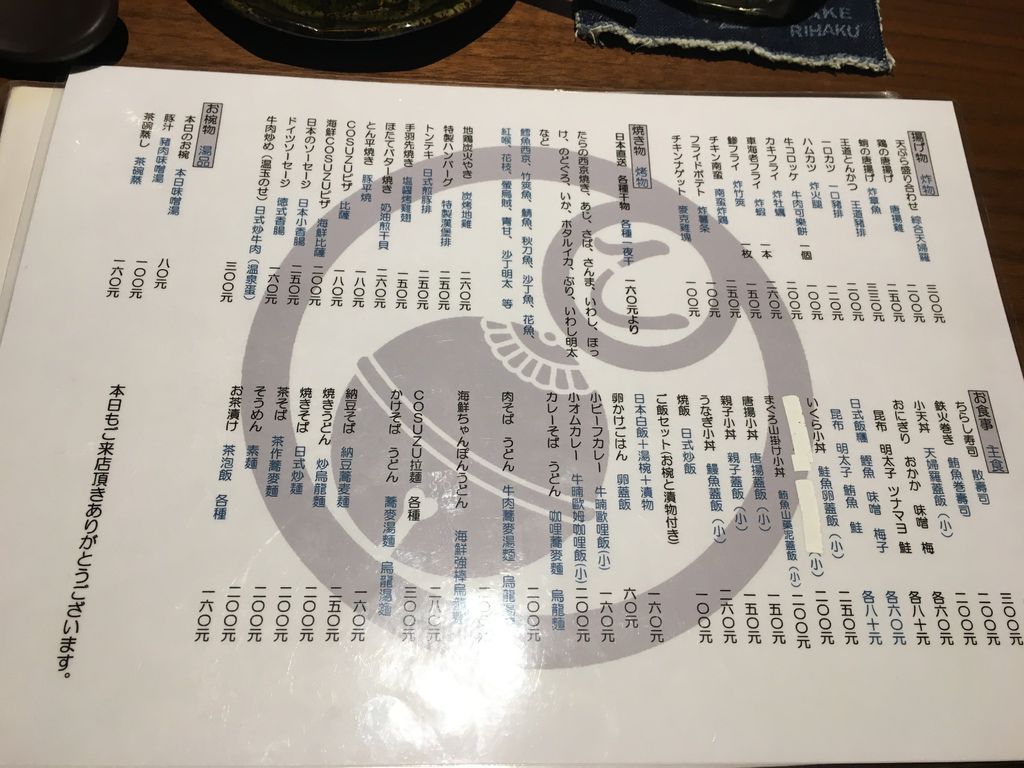 揚げ物 炸物
天ぷら盛り合わせ 綜合天婦羅 三〇〇元
鶏の唐揚げ 唐揚雞 二〇〇元
蛸の唐揚げ 炸章魚 二五〇元
王道とんかつ 王道豬排 三三〇元
一口カツ 一口豬排 二〇〇元
ハムカツ 炸火腿 一二〇元
牛コロッケ 牛肉可樂餅 一個 一〇〇元
カキフライ 炸牡蠣 二〇〇元
車海老フライ 炸蝦 一本 二六〇元
鯵フライ 炸竹筴 一枚 一五〇元
チキン南蛮 南蛮炸雞 二五〇元
フライドポテト 炸薯条 一〇〇元
チキンナゲット 麥克雞塊 一〇〇元
焼き物 烤物
日本直送 各種干物 各種一夜干 一六〇元より
たらの西京焼き、あじ、さば、さんま、いわし、ほっけ、のどぐろ、いか、ホタルイカ、ぶり、いわし明太
など
鱈魚西京、竹筴魚、鯖魚、秋刀魚、沙丁魚、花魚、
紅喉、花枝、螢烏賊、青甘、沙丁明太 等
地鶏炭火やき 炭烤地雞 二六〇元
特製ハンバーグ 特製漢堡排 二五〇元
トンテキ 日式煎豚排 二五〇元
手羽先焼き 塩麹烤雞翅 一五〇元
ほたてバター焼き 奶油煎干貝 二六〇元
とん平焼き 豚平焼 一八〇元
COSUZUピザ 比薩 一八〇元
海鮮COSUZUピザ 海鮮比薩 二〇〇元
日本のソーセージ 日本小香腸 一五〇元
ドイツソーセージ 德式香腸 二五〇元
牛肉炒め(温玉のせ) 日式炒牛肉(温泉蛋) 三〇〇元
お椀物 湯品
本日のお椀 本日味噌湯 八〇元
豚汁 豬肉味噌湯 一〇〇元
茶碗蒸し 茶碗蒸 一六〇元
お食事 主食
ちらし寿司 散壽司 三〇〇元
鉄火巻き 鮪魚巻壽司 二〇〇元
小天丼 天婦羅蓋飯(小) 二〇〇元
おにぎり おかか 味噌 梅 各六〇元
昆布 明太子 ツナマヨ 鮭 各八十元
日式飯糰 鰹魚 味噌 梅子 各六〇元
昆布 明太子 鮪魚 鮭 各八十元
いくら小丼 鮭魚卵蓋飯(小) 二五〇元
(小) 二〇〇元
まぐろ山掛け小丼 鮪魚山薬泥蓋飯(小) 二〇〇元
唐揚小丼 唐揚蓋飯(小) 一五〇元
親子小丼 親子蓋飯(小) 一五〇元
うなぎ小丼 鰻魚蓋飯(小) 二六〇元
焼飯 日式炒飯 一〇〇元
ご飯セット(お椀と漬物付き) 一六〇元
日本白飯+湯椀+漬物
卵かけごはん 卵蓋飯 一六〇元
小ビーフカレー 牛腩歐咖哩飯(小) 一六〇元
小オムカレー 牛腩歐姆咖哩飯(小) 二〇〇元
カレーそば うどん 咖哩蕎麥麵 烏龍麵 二〇〇元
肉そば うどん 牛肉蕎麥湯麵
海鮮ちゃんぽんうどん 海鮮強棒烏龍麵 二八〇元
COSUZU拉麺 各種 三〇〇元
かけそば うどん 蕎麥湯麵 烏龍湯麵 一六〇元
納豆そば 納豆蕎麥麵 一五〇元
焼きうどん 炒烏龍麵 二〇〇元
焼きそば 日式炒麵 二〇〇元
茶そば 茶作蕎麥麵 二〇〇元
そうめん 素麵 二〇〇元
お茶漬け 茶泡飯 各種 一六〇元
本日もご来店頂きありがとうございます。
RIHAKU